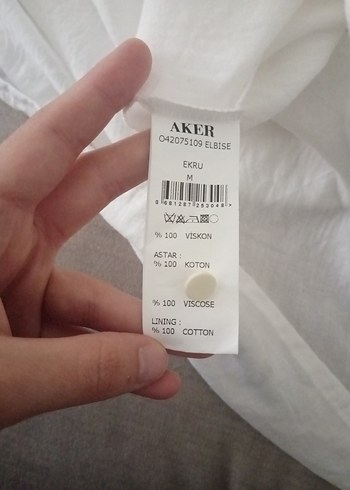 AKER
O42075109 ELBISE
EKRU
M
% 100 VISKON
ASTAR :
% 100 KOTON
% 100 VISCOSE
LINING :
% 100 COTTON